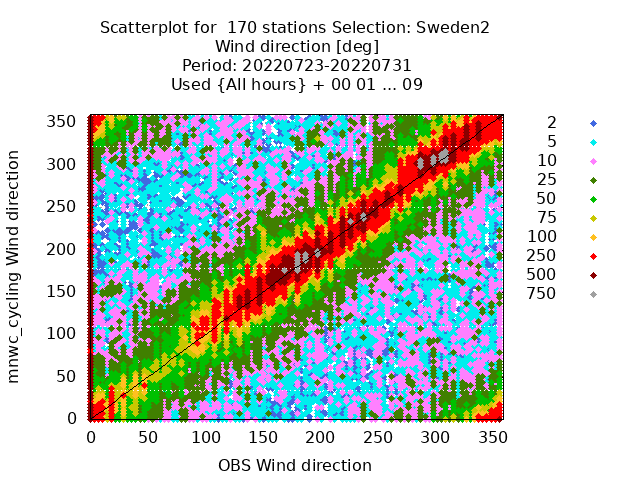 Scatterplot for  170 stations Selection: Sweden2
Wind direction [deg]
Period: 20220723-20220731
Used {All hours} + 00 01 ... 09
mnwc_cycling Wind direction
350
300
250
200
150
100
50
0
0 50 100 150 200 250 300 350
OBS Wind direction
2
5
10
25
50
75
100
250
500
750